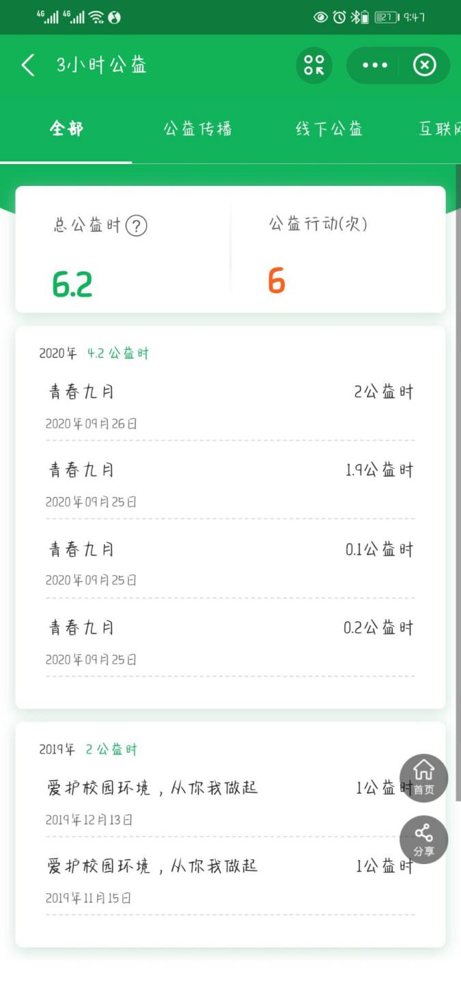 4G 4G 27 9:47
3小时公益
全部 公益传播 线下公益 互联网
总公益时? 公益行动(次)
6.2 6
2020年 4.2 公益时
青春九月 2公益时
2020年09月26日
青春九月 1.9公益时
2020年09月25日
青春九月 0.1公益时
2020年09月25日
青春九月 0.2公益时
2020年09月25日
2019年 2 公益时
爱护校园环境，从你我做起 1公益时
首页
2019年12月13日
分享
爱护校园环境，从你我做起 1公益时
2019年11月15日